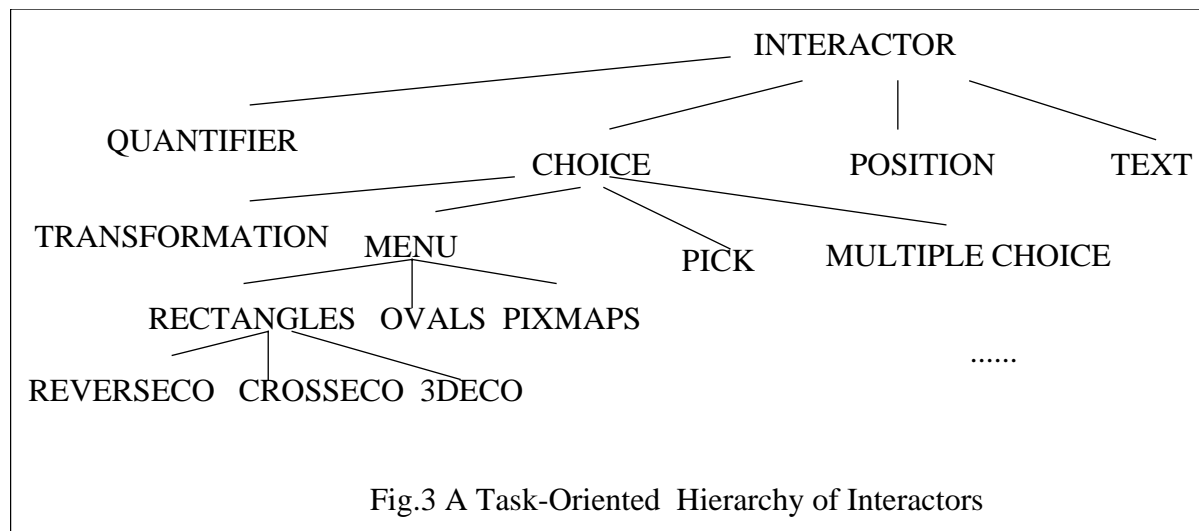 INTERACTOR
QUANTIFIER
CHOICE POSITION TEXT
TRANSFORMATION MENU PICK MULTIPLE CHOICE
RECTANGLES OVALS PIXMAPS
......
REVERSECO CROSSECO 3DECO
Fig.3 A Task-Oriented Hierarchy of Interactors